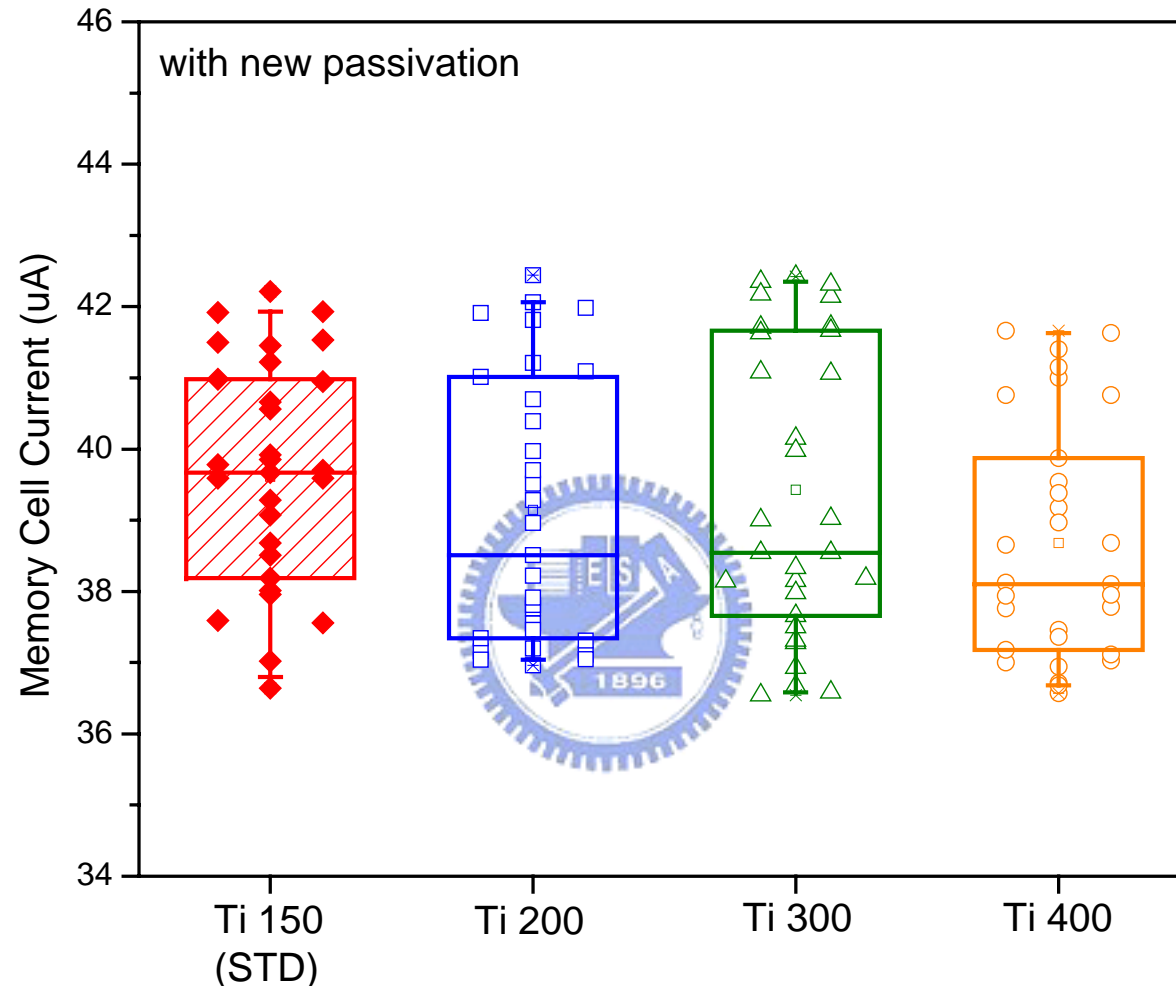 46
with new passivation
44
42
40
38
36
34
Memory Cell Current (uA)
ES A
1896
Ti 150
(STD)
Ti 200
Ti 300
Ti 400